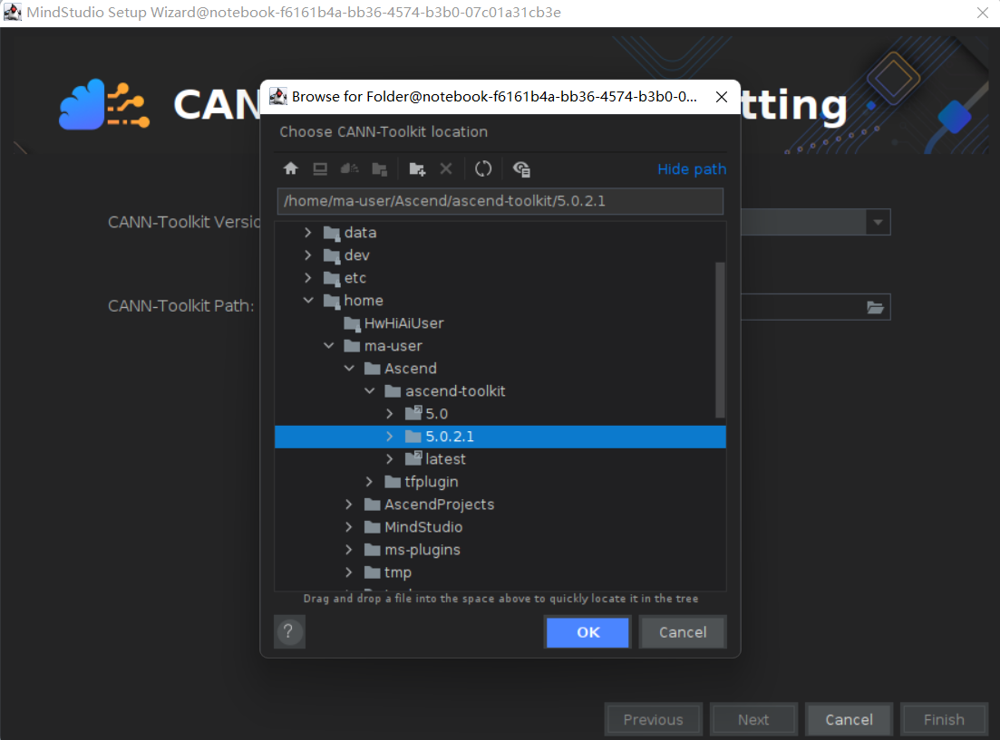 MindStudio Setup Wizard@notebook-f6161b4a-bb36-4574-b3b0-07c01a31cb3e
CAN
tting
Browse for Folder@notebook-f6161b4a-bb36-4574-b3b0-0...
Choose CANN-Toolkit location
Hide path
/home/ma-user/Ascend/ascend-toolkit/5.0.2.1
CANN-Toolkit Versio
CANN-Toolkit Path:
data
dev
etc
home
HwHiAiUser
ma-user
Ascend
ascend-toolkit
5.0
5.0.2.1
latest
tfplugin
AscendProjects
MindStudio
ms-plugins
tmp
Drag and drop a file into the space above to quickly locate it in the tree
?
OK
Cancel
Previous
Next
Cancel
Finish